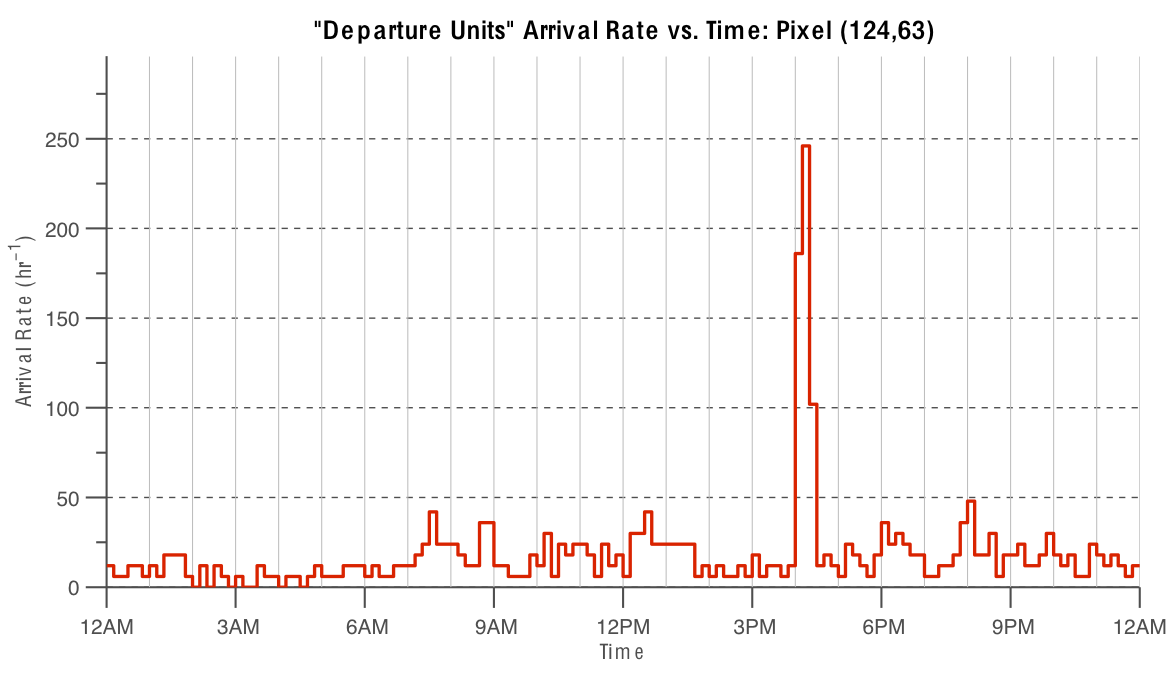 "Departure Units" Arrival Rate vs. Time: Pixel (124,63)
Arrival Rate (hr⁻¹)
250
200
150
100
50
0
12AM 3AM 6AM 9AM 12PM 3PM 6PM 9PM 12AM
Time